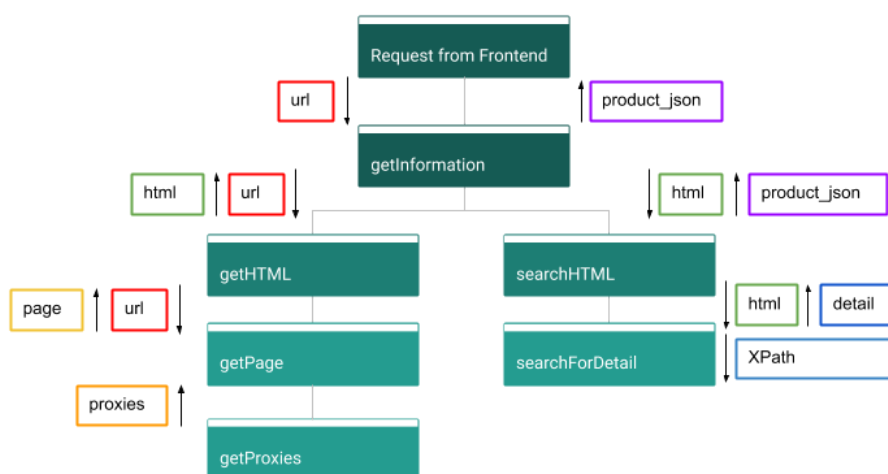 Request from Frontend
url
product_json
getInformation
html
url
html
product_json
getHTML
searchHTML
page
url
html
detail
getPage
searchForDetail
XPath
proxies
getProxies